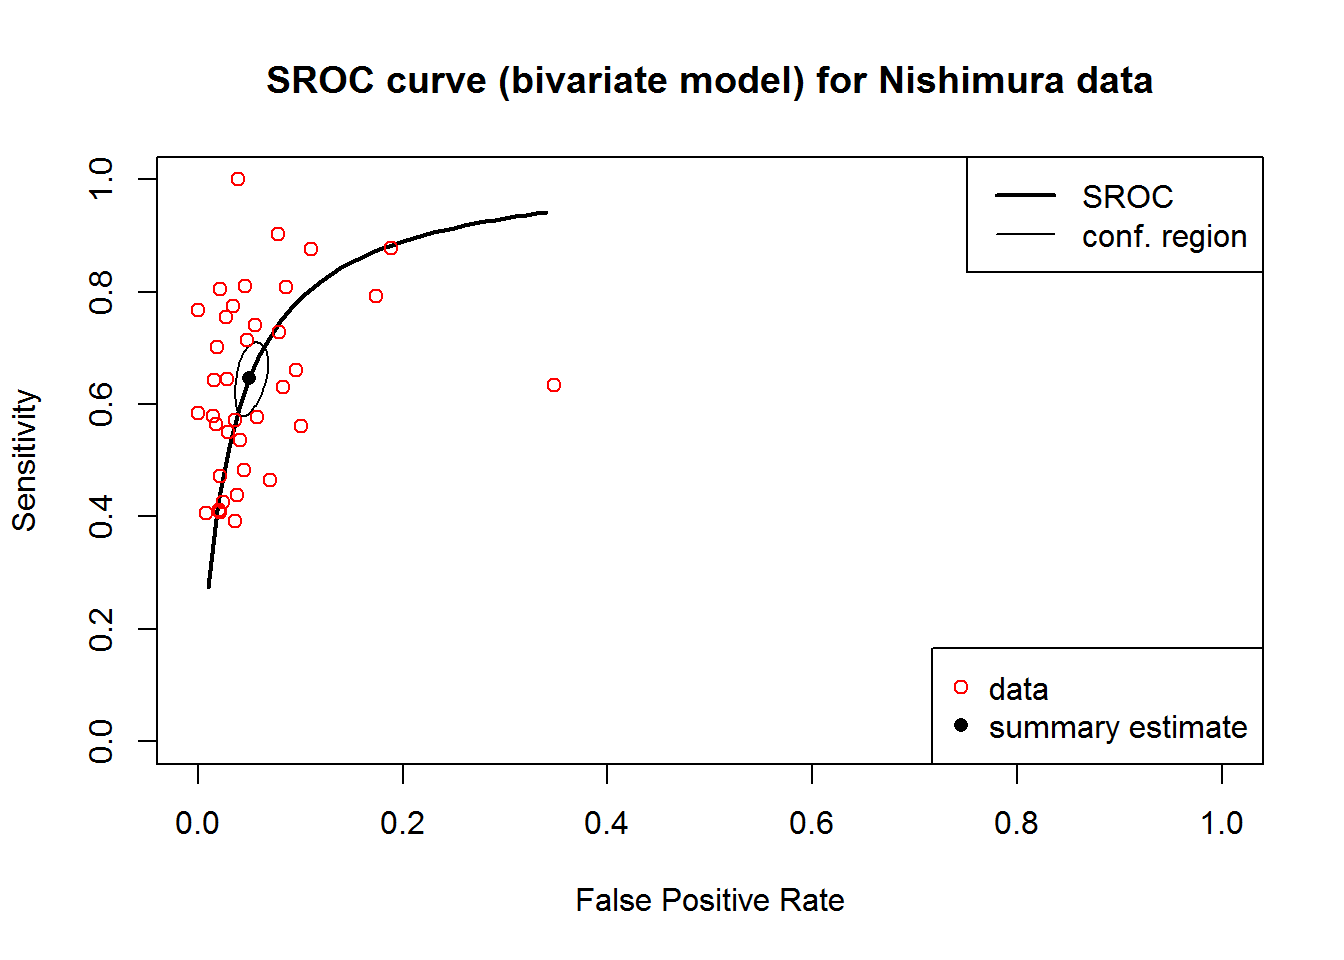 SROC curve (bivariate model) for Nishimura data
SROC
conf. region
1.0
0.8
0.6
0.4
0.2
0.0
Sensitivity
data
summary estimate
0.0 0.2 0.4 0.6 0.8 1.0
False Positive Rate